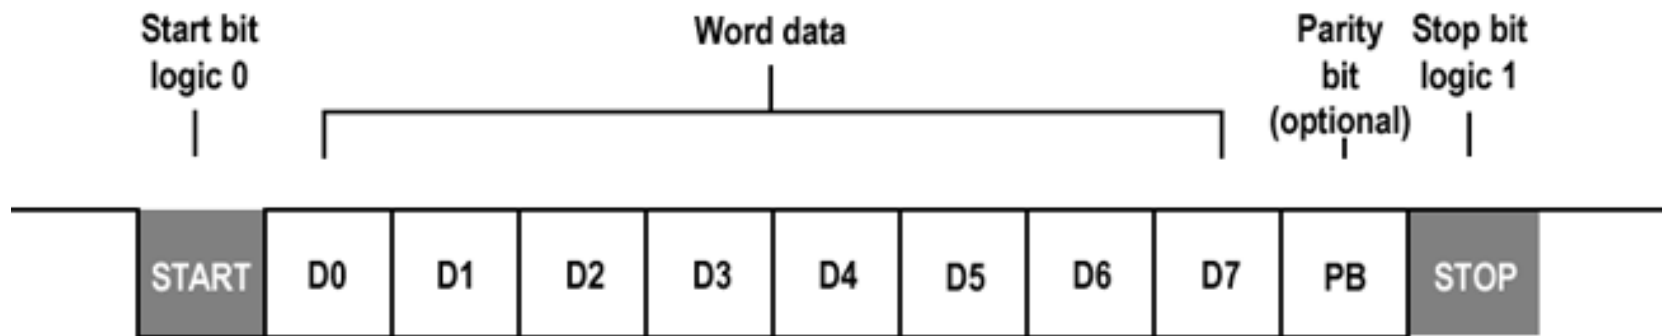 Start bit
logic 0
Word data
Parity
bit
(optional)
Stop bit
logic 1
START D0 D1 D2 D3 D4 D5 D6 D7 PB STOP